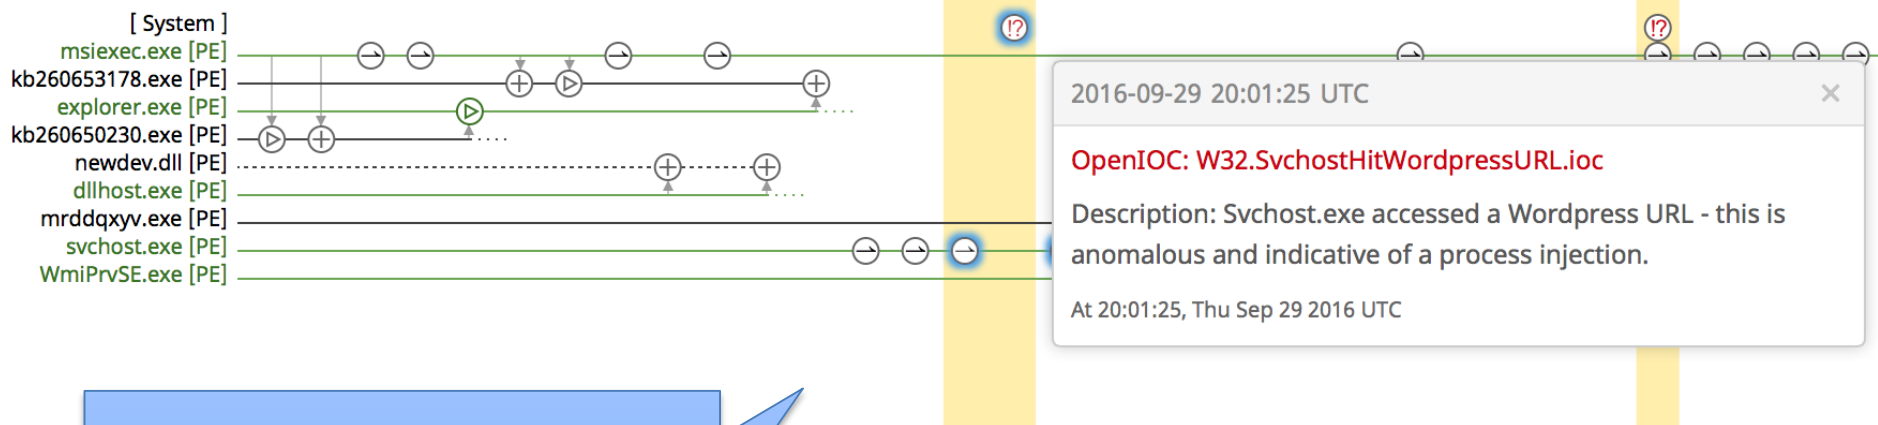 [ System ]
msiexec.exe [PE]
kb260653178.exe [PE]
explorer.exe [PE]
kb260650230.exe [PE]
newdev.dll [PE]
dllhost.exe [PE]
mrddqxyv.exe [PE]
svchost.exe [PE]
WmiPrvSE.exe [PE]
!?
!?
2016-09-29 20:01:25 UTC
OpenIOC: W32.SvchostHitWordpressURL.ioc
Description: Svchost.exe accessed a Wordpress URL - this is
anomalous and indicative of a process injection.
At 20:01:25, Thu Sep 29 2016 UTC